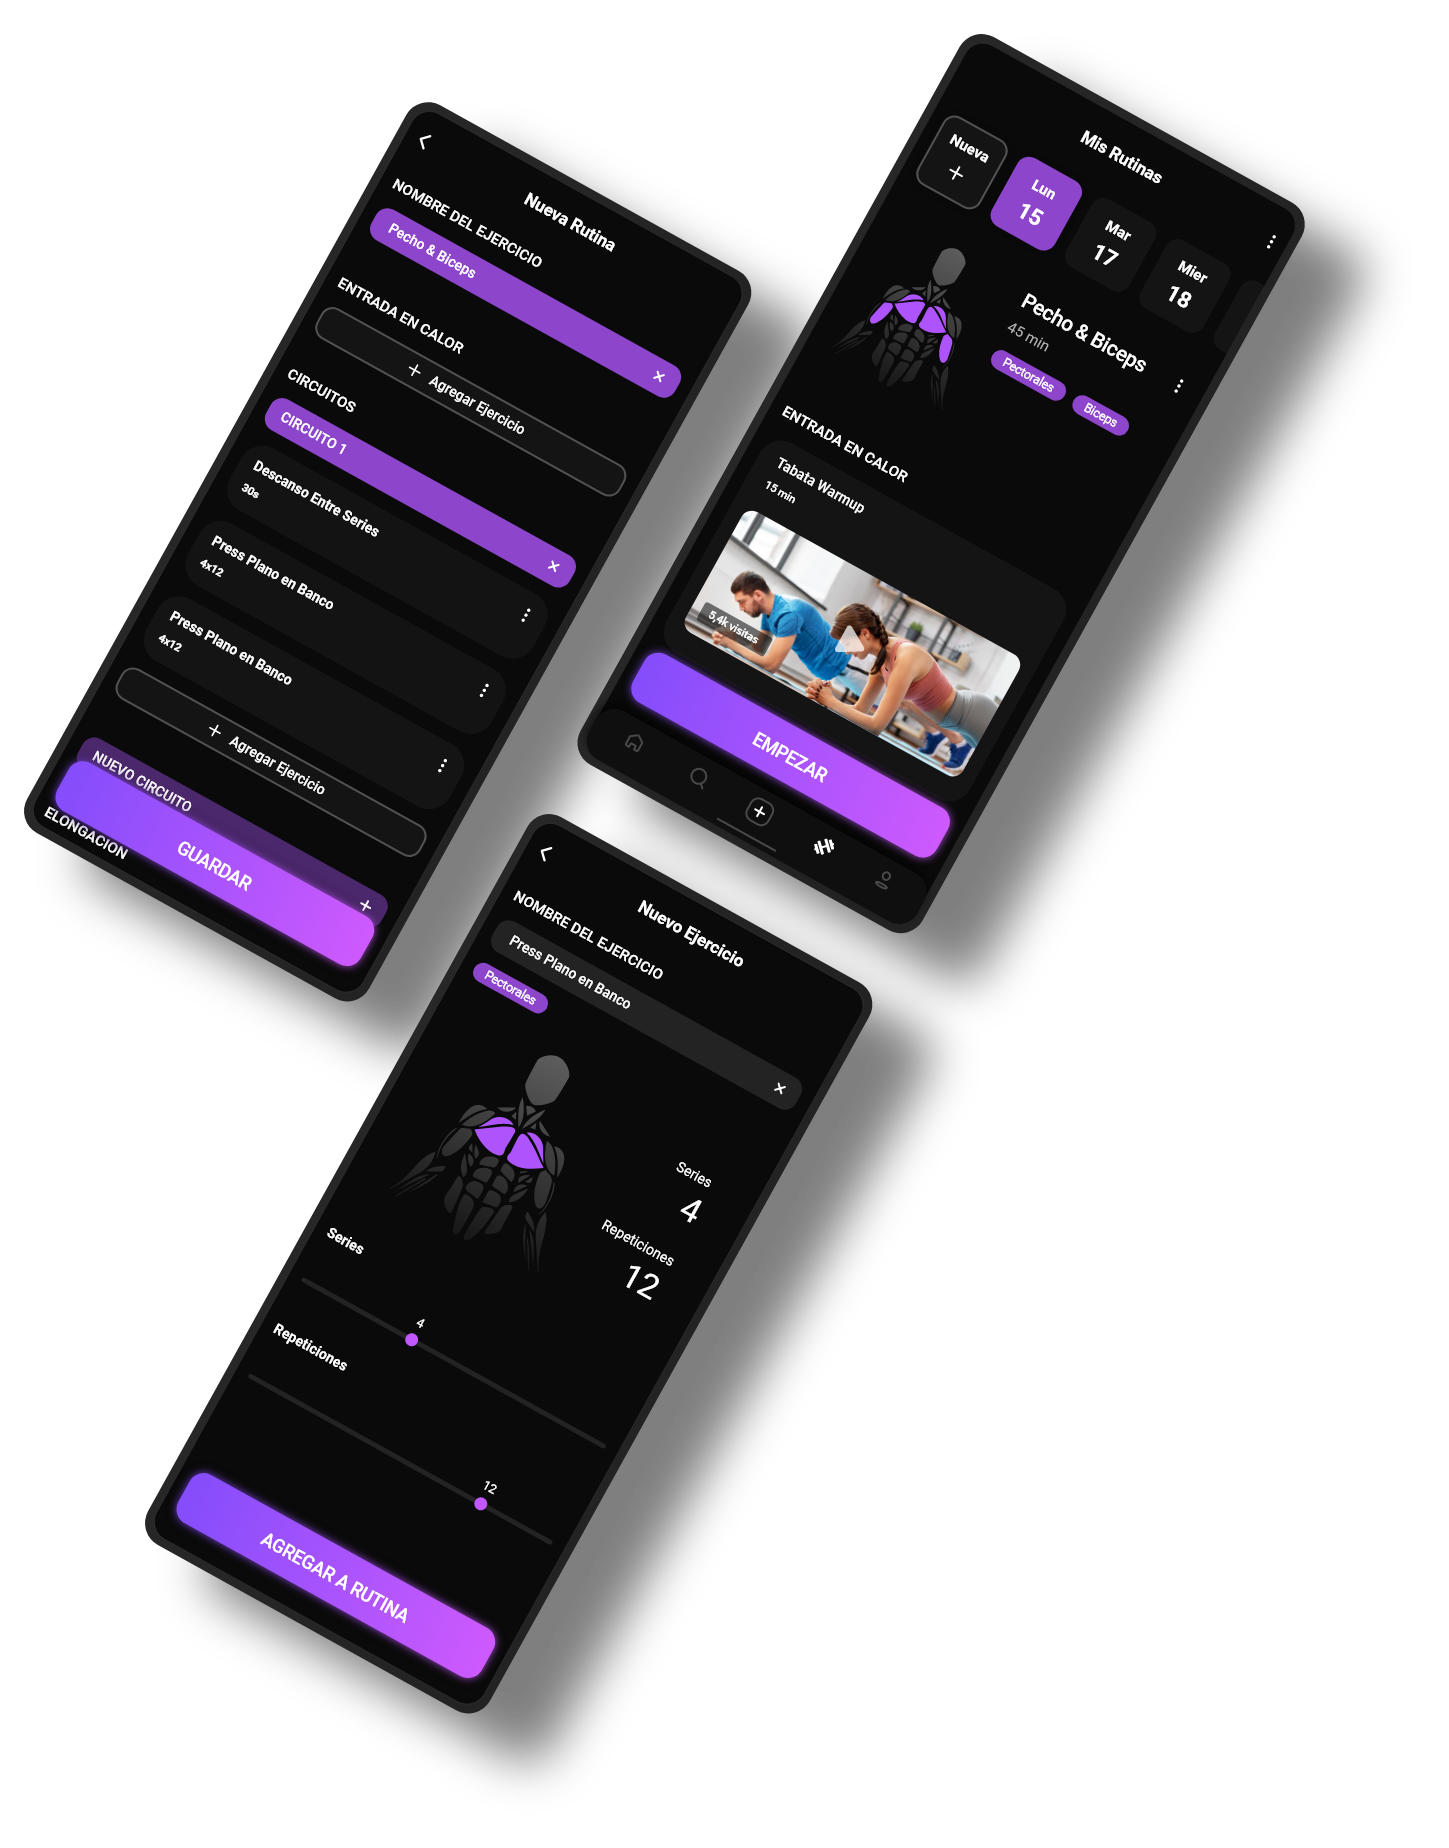 Nueva Rutina
NOMBRE DEL EJERCICIO
Pecho & Biceps
ENTRADA EN CALOR
Agregar Ejercicio
CIRCUITOS
CIRCUITO 1
Descanso Entre Series
30s
Press Plano en Banco
4x12
Press Plano en Banco
4x12
Agregar Ejercicio
NUEVO CIRCUITO
GUARDAR
ELONGACION
Mis Rutinas
Nueva
Lun
15
Mar
17
Mier
18
Pecho & Biceps
45 min
Pectorales
Biceps
ENTRADA EN CALOR
Tabata Warmup
15 min
5,4k visitas
EMPEZAR
Nuevo Ejercicio
NOMBRE DEL EJERCICIO
Press Plano en Banco
Pectorales
Series
4
Repeticiones
12
Series
4
Repeticiones
12
AGREGAR A RUTINA